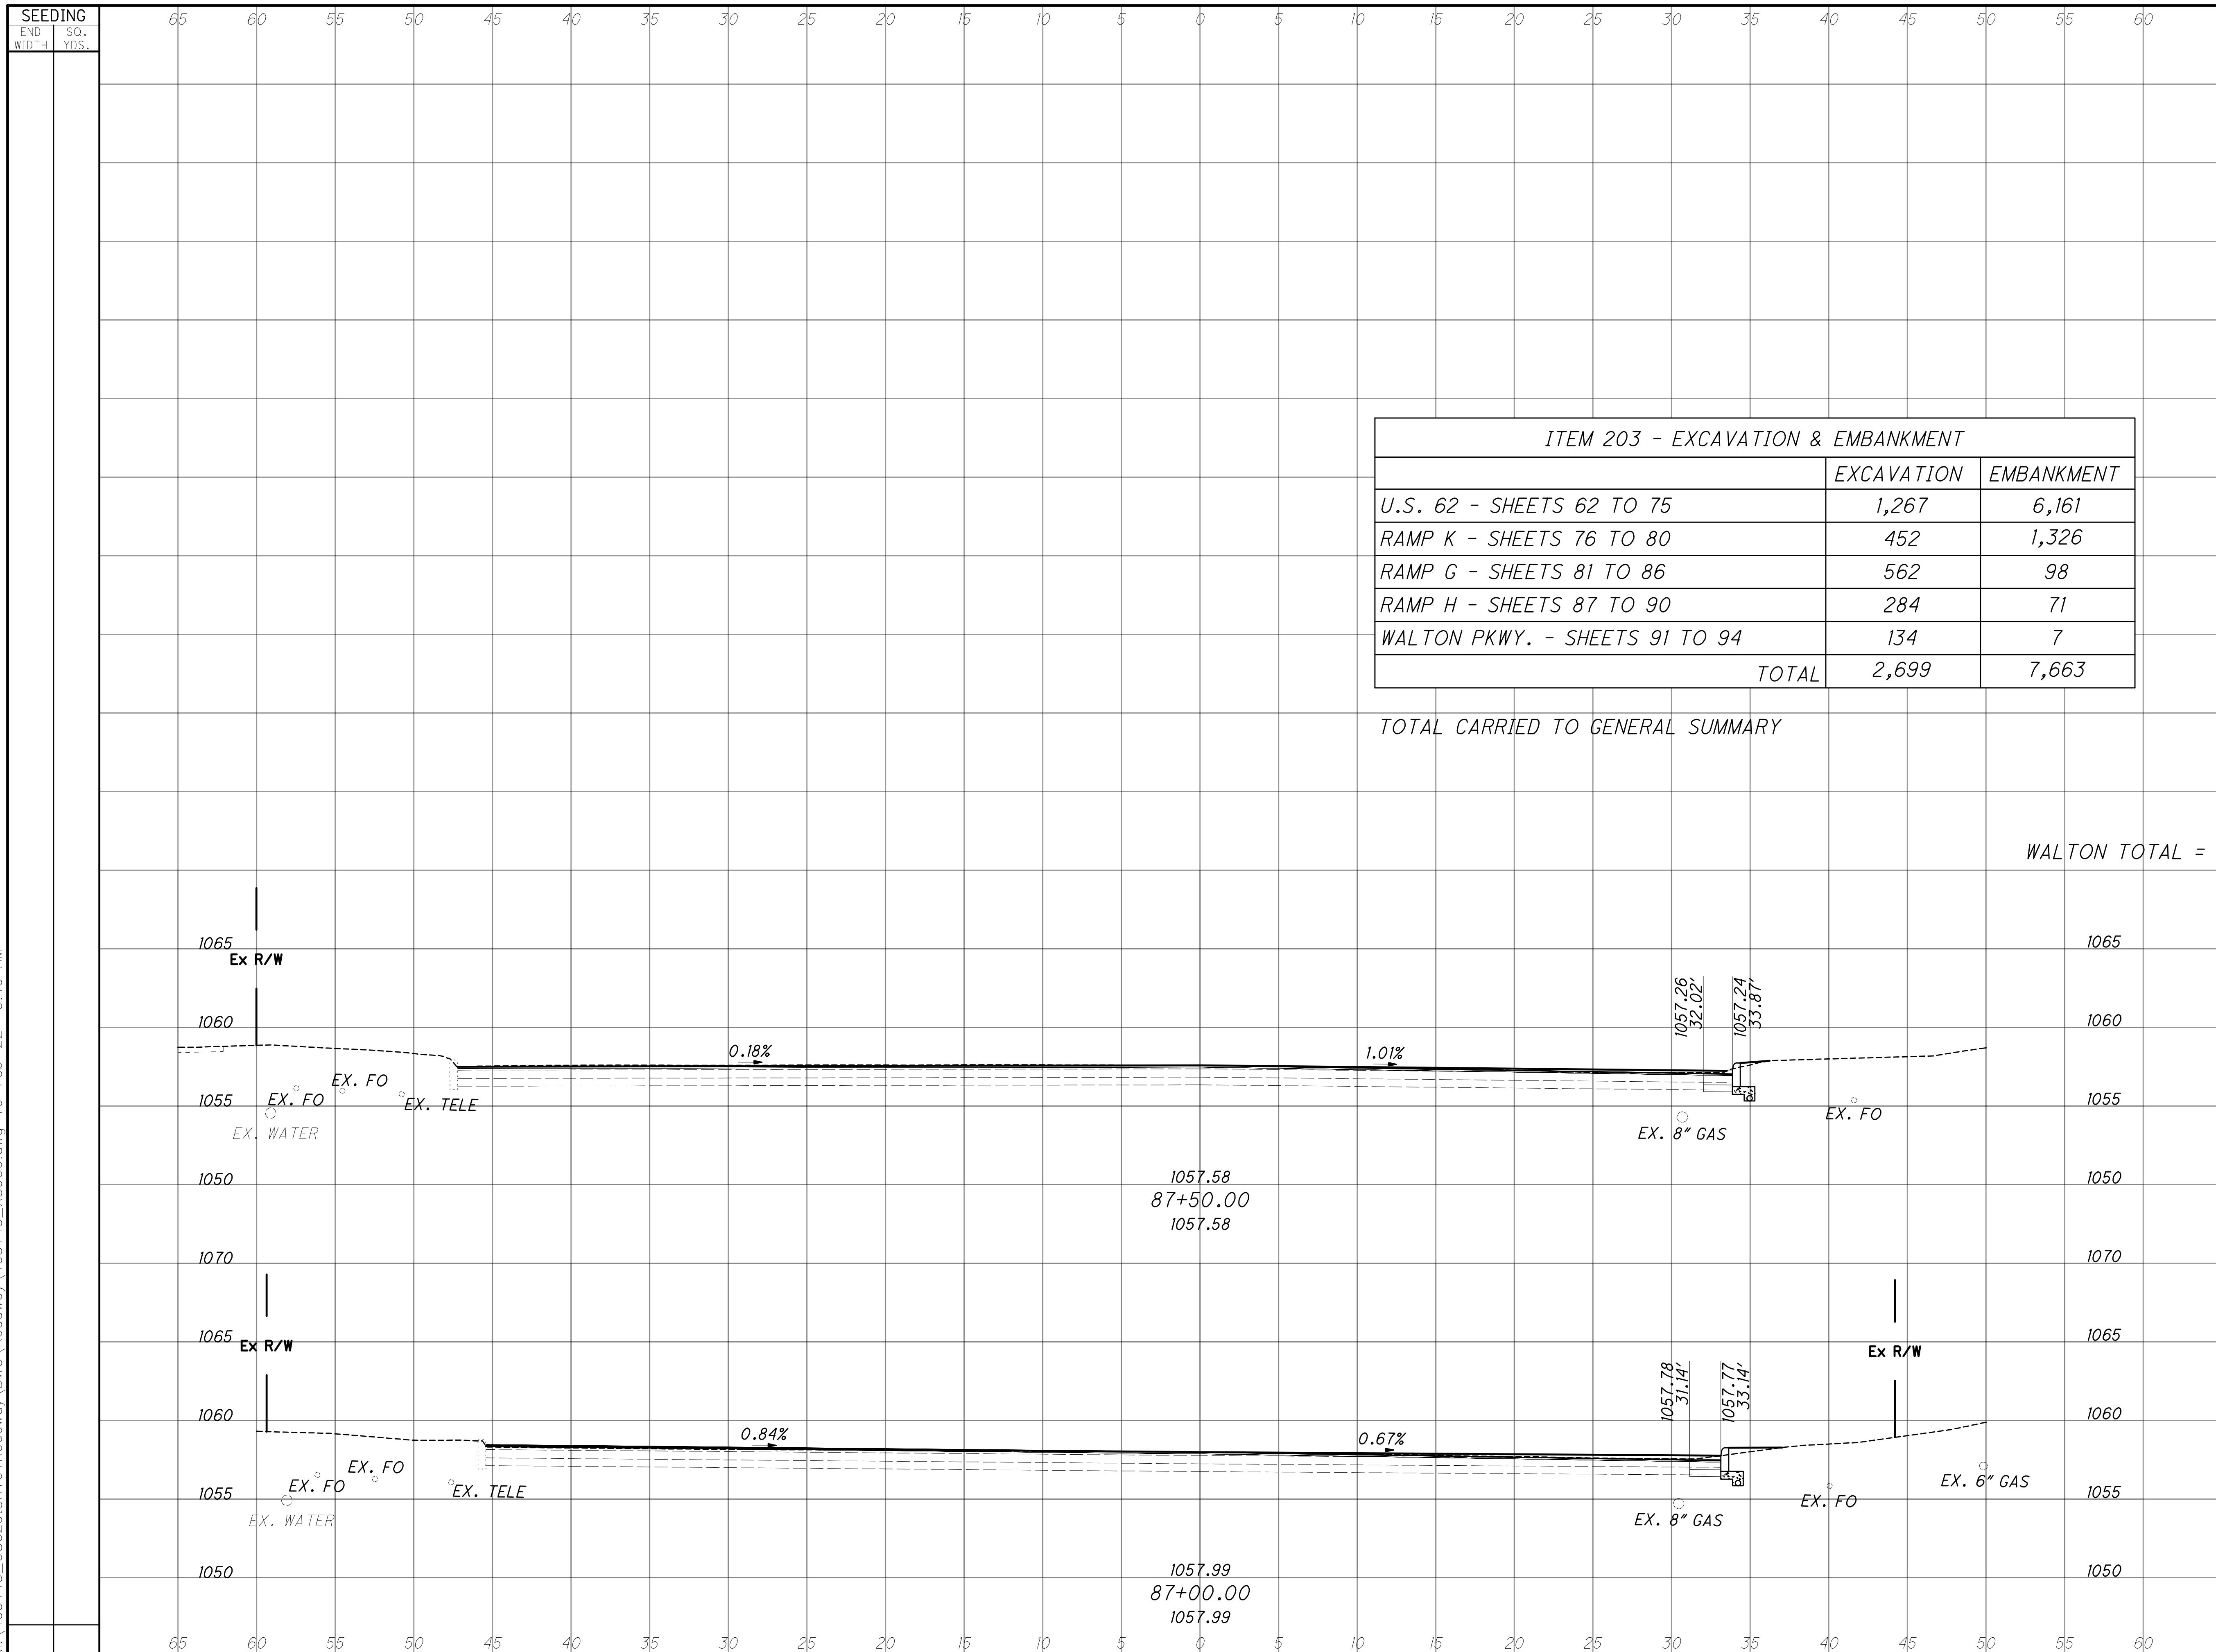 SEEDING
END WIDTH SQ. YDS.
65 60 55 50 45 40 35 30 25 20 15 10 5 0 5 10 15 20 25 30 35 40 45 50 55 60
ITEM 203 - EXCAVATION & EMBANKMENT
EXCAVATION EMBANKMENT
U.S. 62 - SHEETS 62 TO 75 1,267 6,161
RAMP K - SHEETS 76 TO 80 452 1,326
RAMP G - SHEETS 81 TO 86 562 98
RAMP H - SHEETS 87 TO 90 284 71
WALTON PKWY. - SHEETS 91 TO 94 134 7
TOTAL 2,699 7,663
TOTAL CARRIED TO GENERAL SUMMARY
WALTON TOTAL =
1065 1065
Ex R/W
1057.26
32.02'
1057.24
33.87'
1060 1060
0.18% 1.01%
EX. FO
EX. FO EX. TELE
1055 1055
EX. FO
EX. WATER EX. 8" GAS
1050 1057.58 1050
87+50.00
1057.58
1070 1070
1065 1065
Ex R/W Ex R/W
1057.78
31.14'
1057.77
33.14'
1060 1060
0.84% 0.67%
EX. FO
EX. FO EX. TELE EX. 6" GAS
1055 1055
EX. FO
EX. WATER EX. 8" GAS
1050 1057.99 1050
87+00.00
1057.99
65 60 55 50 45 40 35 30 25 20 15 10 5 0 5 10 15 20 25 30 35 40 45 50 55 60